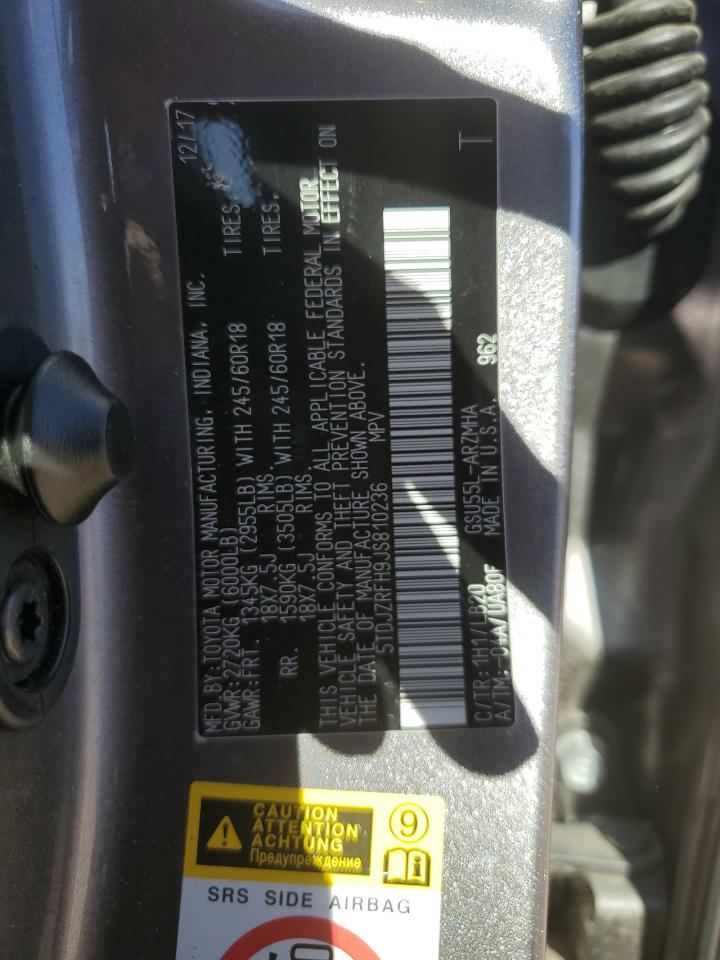 MFD. BY: TOYOTA MOTOR MANUFACTURING, INDIANA, INC. 12/17
GVWR: 2720KG (6000LB)
GAWR: FRT. 1345KG (2955LB) WITH 245/60R18 TIRES.
18X7.5J RIMS.
RR. 1590KG (3505LB) WITH 245/60R18 TIRES.
18X7.5J RIMS.
THIS VEHICLE CONFORMS TO ALL APPLICABLE FEDERAL MOTOR
VEHICLE SAFETY AND THEFT PREVENTION STANDARDS IN EFFECT ON
THE DATE OF MANUFACTURE SHOWN ABOVE.
5TDJZRFH9JS810236 MPV
C/TR: 1H1/LB20 GSU55L-ARZMHA
A/TM: -01A/UA80F MADE IN U.S.A. 962 T
CAUTION
ATTENTION
ACHTUNG
Предупреждение
9
SRS SIDE AIRBAG